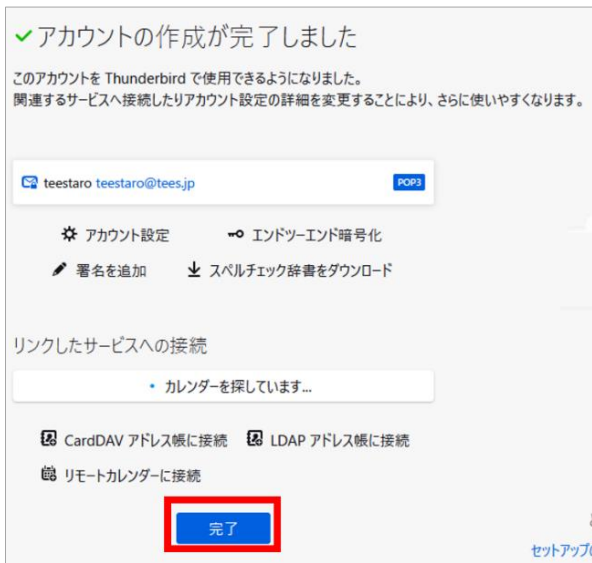 アカウントの作成が完了しました
このアカウントを Thunderbird で使用できるようになりました。
関連するサービスへ接続したりアカウント設定の詳細を変更することにより、さらに使いやすくなります。
teestaro teestaro@tees.jp POP3
アカウント設定 エンドツーエンド暗号化
署名を追加 スペルチェック辞書をダウンロード
リンクしたサービスへの接続
カレンダーを探しています...
CardDAV アドレス帳に接続 LDAP アドレス帳に接続
リモートカレンダーに接続
完了
セットアップ